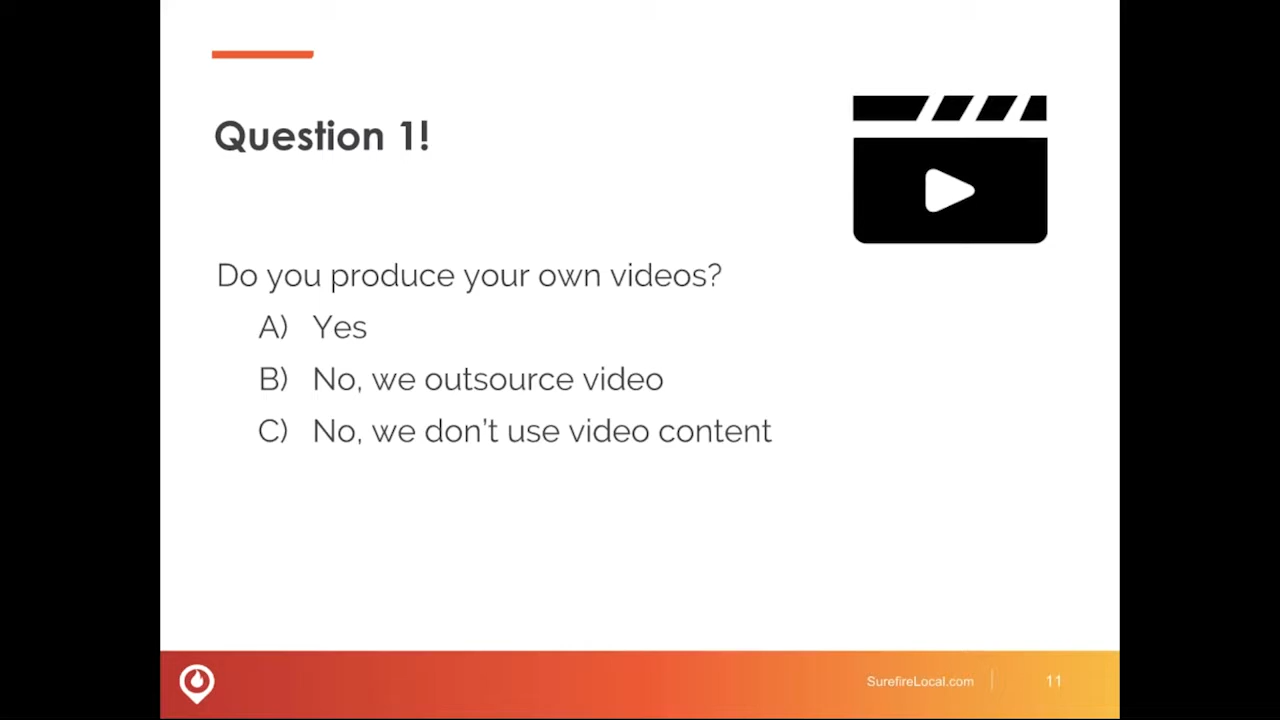 Question 1!
Do you produce your own videos?
A) Yes
B) No, we outsource video
C) No, we don't use video content
SurefireLocal.com
11